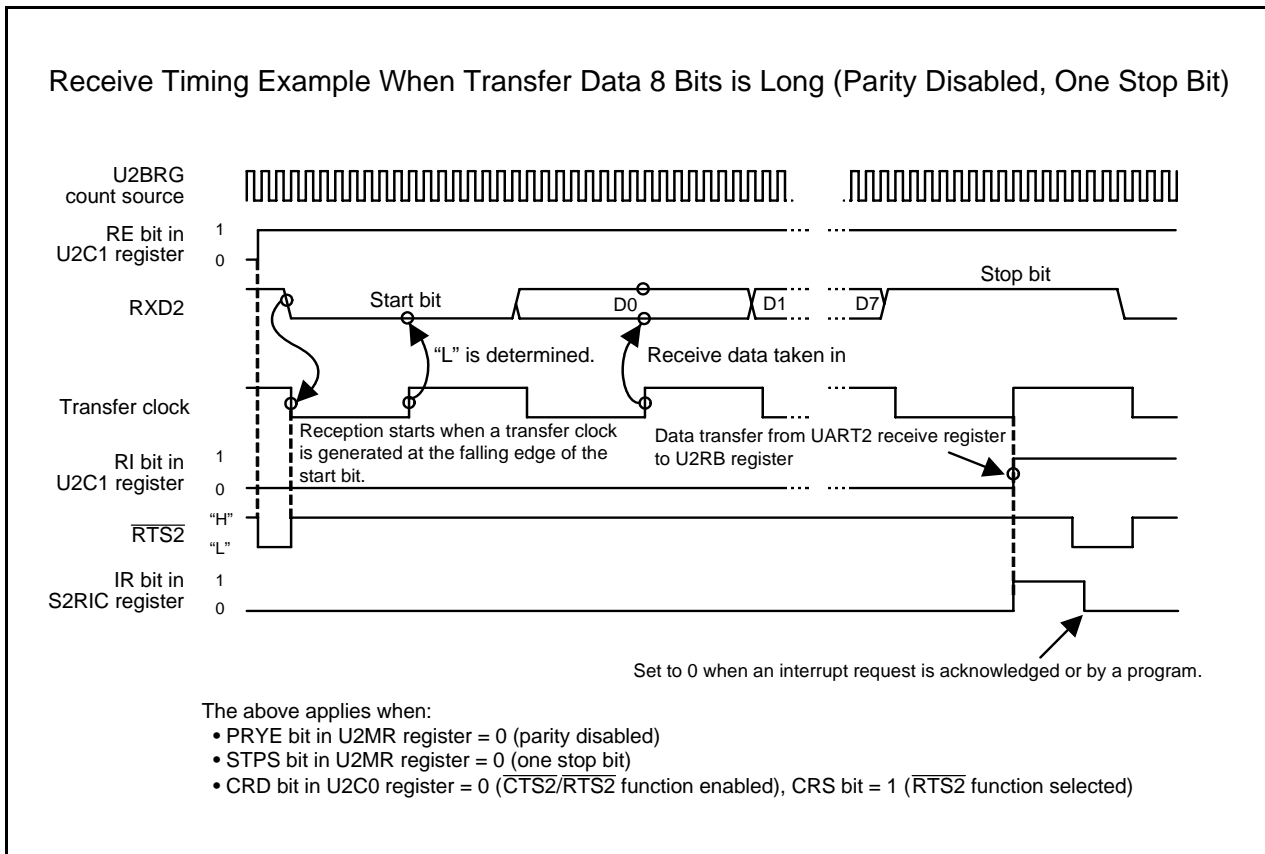 Receive Timing Example When Transfer Data 8 Bits is Long (Parity Disabled, One Stop Bit)
U2BRG
count source
RE bit in
U2C1 register
1
0
RXD2
Start bit
D0
D1
D7
Stop bit
“L” is determined.
Receive data taken in
Transfer clock
Reception starts when a transfer clock
is generated at the falling edge of the
start bit.
Data transfer from UART2 receive register
to U2RB register
RI bit in
U2C1 register
1
0
RTS2
“H”
“L”
IR bit in
S2RIC register
1
0
Set to 0 when an interrupt request is acknowledged or by a program.
The above applies when:
• PRYE bit in U2MR register = 0 (parity disabled)
• STPS bit in U2MR register = 0 (one stop bit)
• CRD bit in U2C0 register = 0 (CTS2/RTS2 function enabled), CRS bit = 1 (RTS2 function selected)